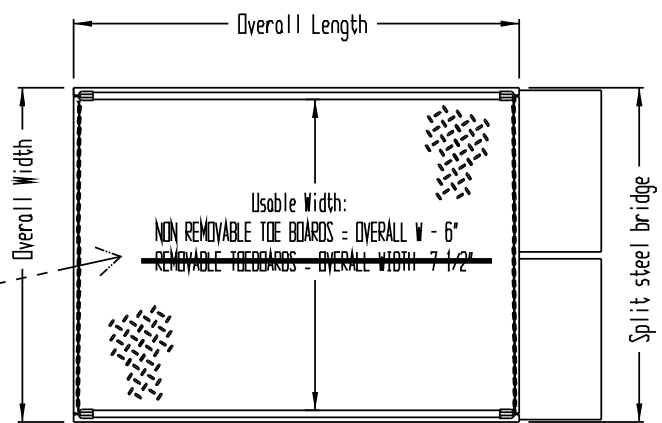 Overall Length
Overall Width
Usable Width:
NON REMOVABLE TOE BOARDS = OVERALL W - 6"
REMOVABLE TOEBOARDS = OVERALL WIDTH -7 1/2"
Split steel bridge